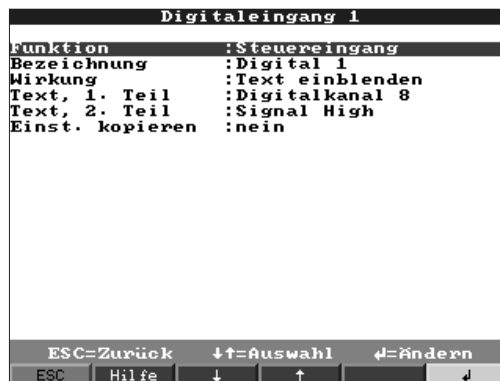 Digitaleingang 1
Funktion :Steuereingang
Bezeichnung :Digital 1
Wirkung :Text einblenden
Text, 1. Teil :Digitalkanal 8
Text, 2. Teil :Signal High
Einst. kopieren :nein
ESC=Zurück ↓↑=Auswahl ↵=Ändern
ESC Hilfe ↓ ↑ ↵